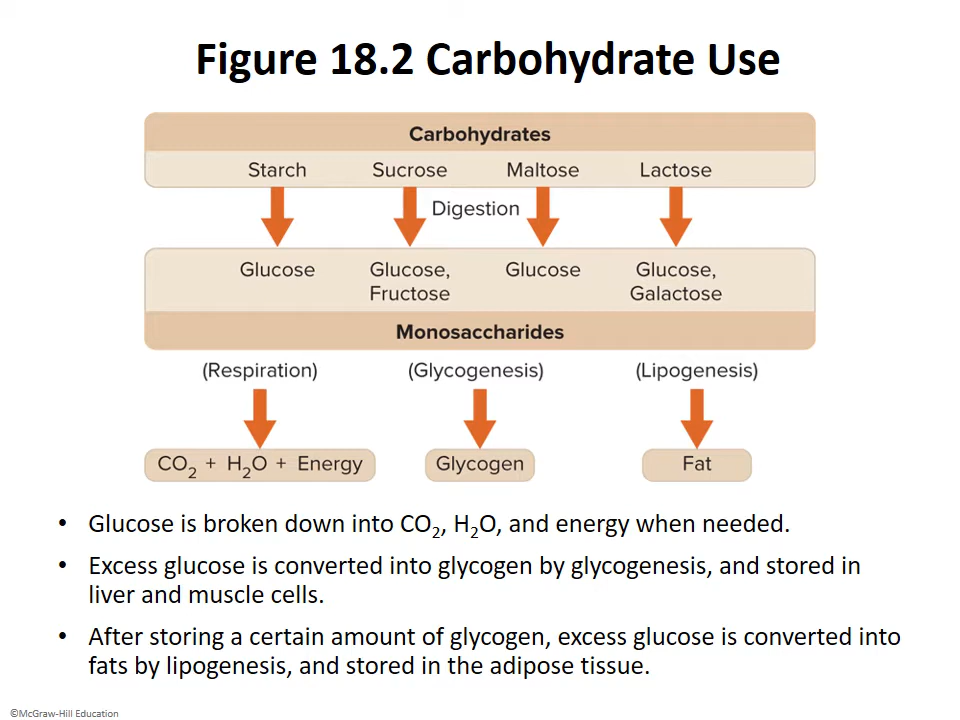 Figure 18.2 Carbohydrate Use
Carbohydrates
Starch Sucrose Maltose Lactose
Digestion
Glucose Glucose, Glucose Glucose,
Fructose Galactose
Monosaccharides
(Respiration) (Glycogenesis) (Lipogenesis)
CO₂ + H₂O + Energy Glycogen Fat
• Glucose is broken down into CO₂, H₂O, and energy when needed.
• Excess glucose is converted into glycogen by glycogenesis, and stored in
liver and muscle cells.
• After storing a certain amount of glycogen, excess glucose is converted into
fats by lipogenesis, and stored in the adipose tissue.
©McGraw-Hill Education